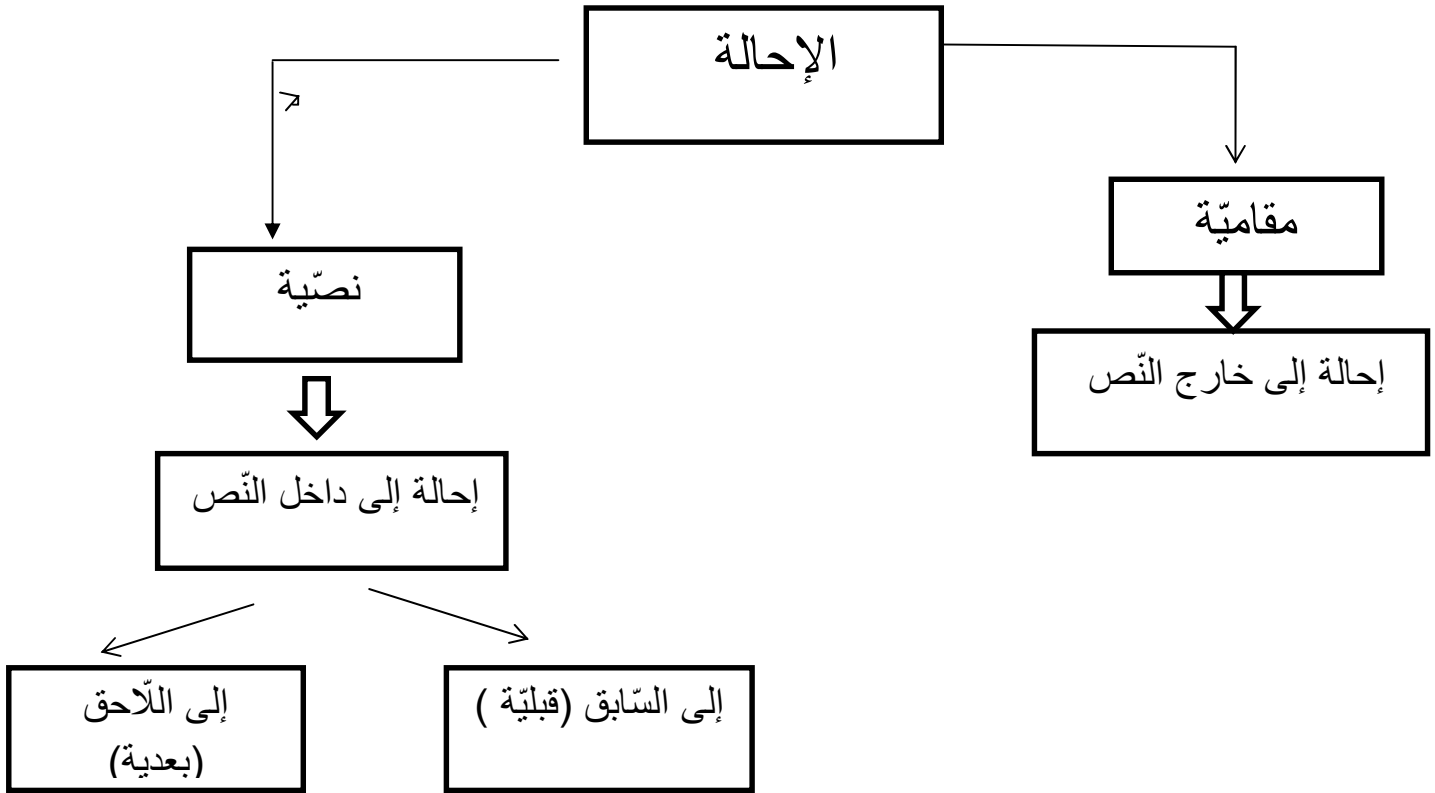 الإحالة
مقاميّة
نصّية
إحالة إلى خارج النّص
إحالة إلى داخل النّص
إلى السّابق (قبليّة )
إلى اللّاحق
(بعدية)